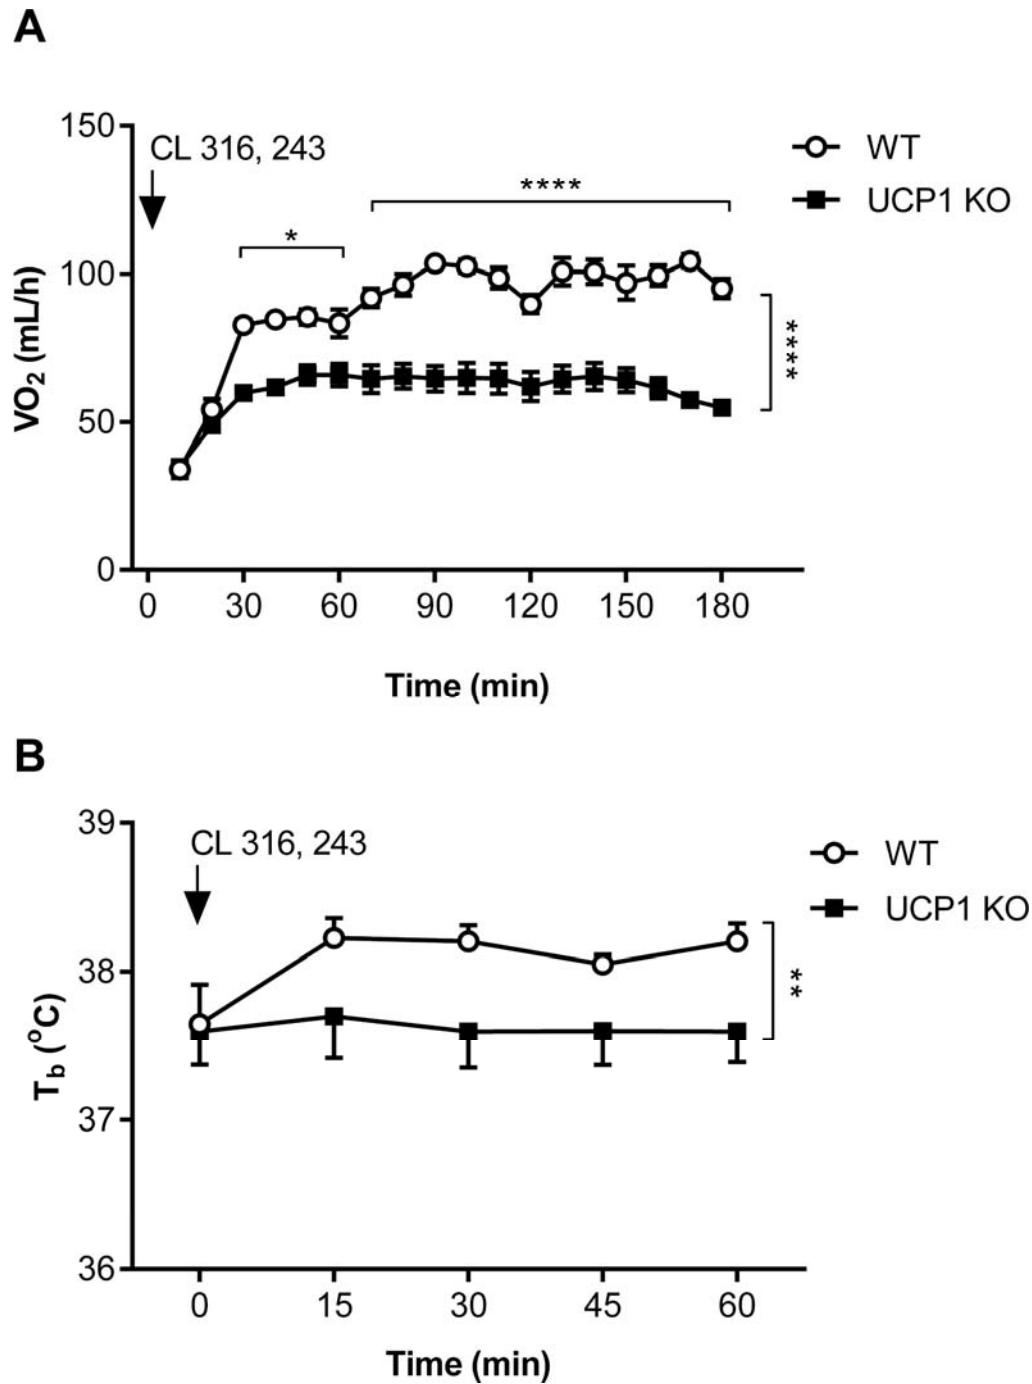 A
150
CL 316, 243
WT
UCP1 KO
****
*
100
****
VO2 (mL/h)
50
0
0 30 60 90 120 150 180
Time (min)
B
39
CL 316, 243
WT
UCP1 KO
38
**
Tb (oC)
37
36
0 15 30 45 60
Time (min)